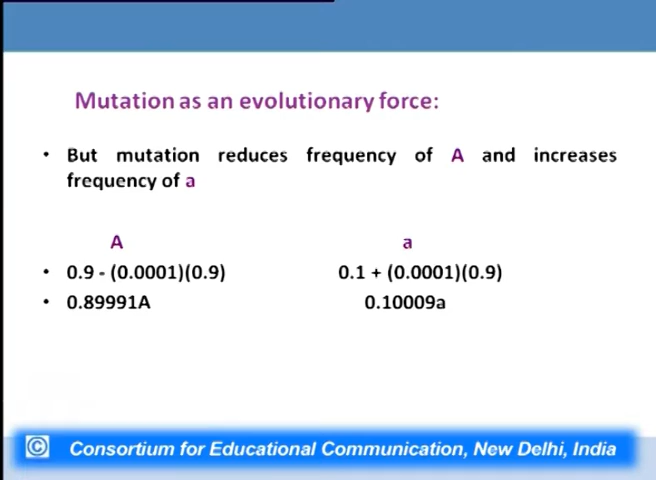 Mutation as an evolutionary force:
• But mutation reduces frequency of A and increases
frequency of a
A a
• 0.9 - (0.0001)(0.9) 0.1 + (0.0001)(0.9)
• 0.89991A 0.10009a
© Consortium for Educational Communication, New Delhi, India